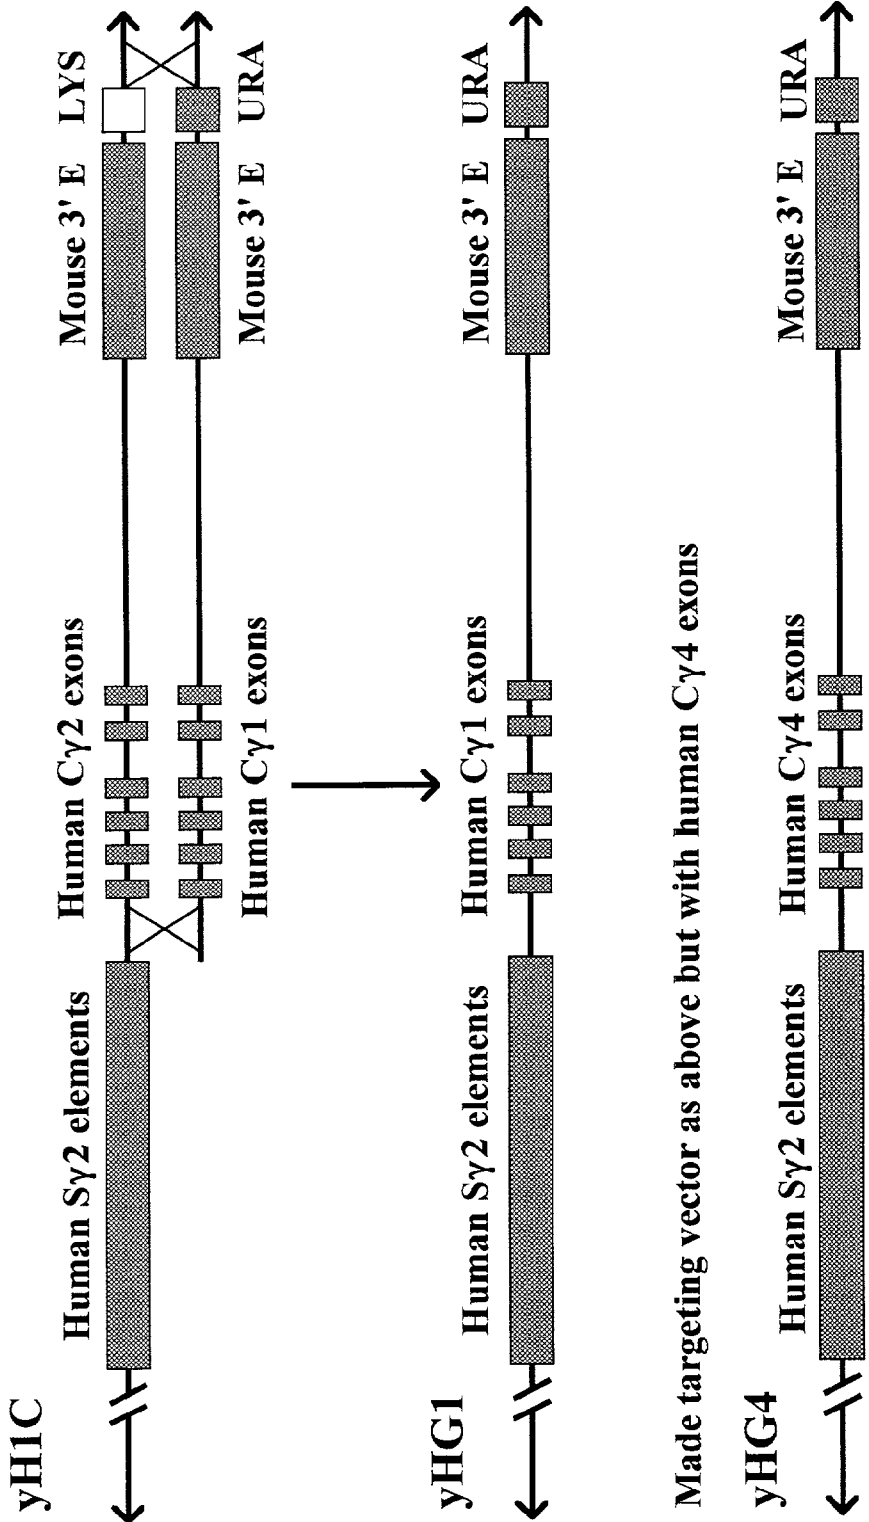 yH1C
Human Sγ2 elements
Human Cγ2 exons
Mouse 3' E
LYS
Human Cγ1 exons
Mouse 3' E
URA
yHG1
Human Sγ2 elements
Human Cγ1 exons
Mouse 3' E
URA
Made targeting vector as above but with human Cγ4 exons
yHG4
Human Sγ2 elements
Human Cγ4 exons
Mouse 3' E
URA